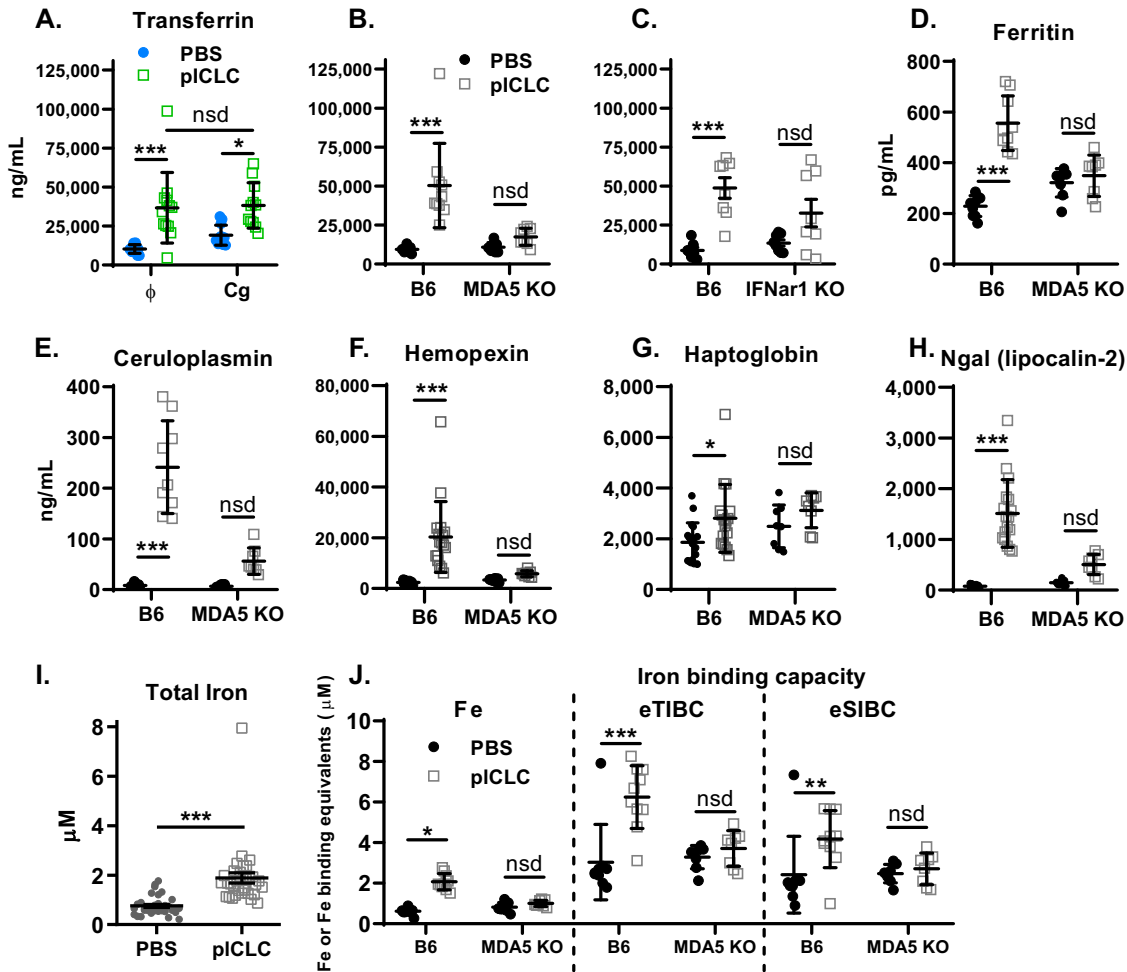 A.
Transferrin
PBS
pICLC
125,000
100,000
75,000
50,000
25,000
0
ng/mL
nsd
***
*
ϕ
Cg
B.
125,000
100,000
75,000
50,000
25,000
0
PBS
pICLC
***
nsd
B6
MDA5 KO
C.
125,000
100,000
75,000
50,000
25,000
0
***
nsd
B6
IFNar1 KO
D.
Ferritin
800
600
400
200
0
pg/mL
***
nsd
B6
MDA5 KO
E.
Ceruloplasmin
400
300
200
100
0
ng/mL
***
nsd
B6
MDA5 KO
F.
Hemopexin
80,000
60,000
40,000
20,000
0
***
nsd
B6
MDA5 KO
G.
Haptoglobin
8,000
6,000
4,000
2,000
0
*
nsd
B6
MDA5 KO
H.
Ngal (lipocalin-2)
4,000
3,000
2,000
1,000
0
***
nsd
B6
MDA5 KO
I.
Total Iron
8
6
4
2
0
μM
***
PBS
pICLC
J.
Iron binding capacity
Fe
eTIBC
eSIBC
Fe or Fe binding equivalents (μM)
10
8
6
4
2
0
PBS
pICLC
*
nsd
***
nsd
**
nsd
B6
MDA5 KO
B6
MDA5 KO
B6
MDA5 KO